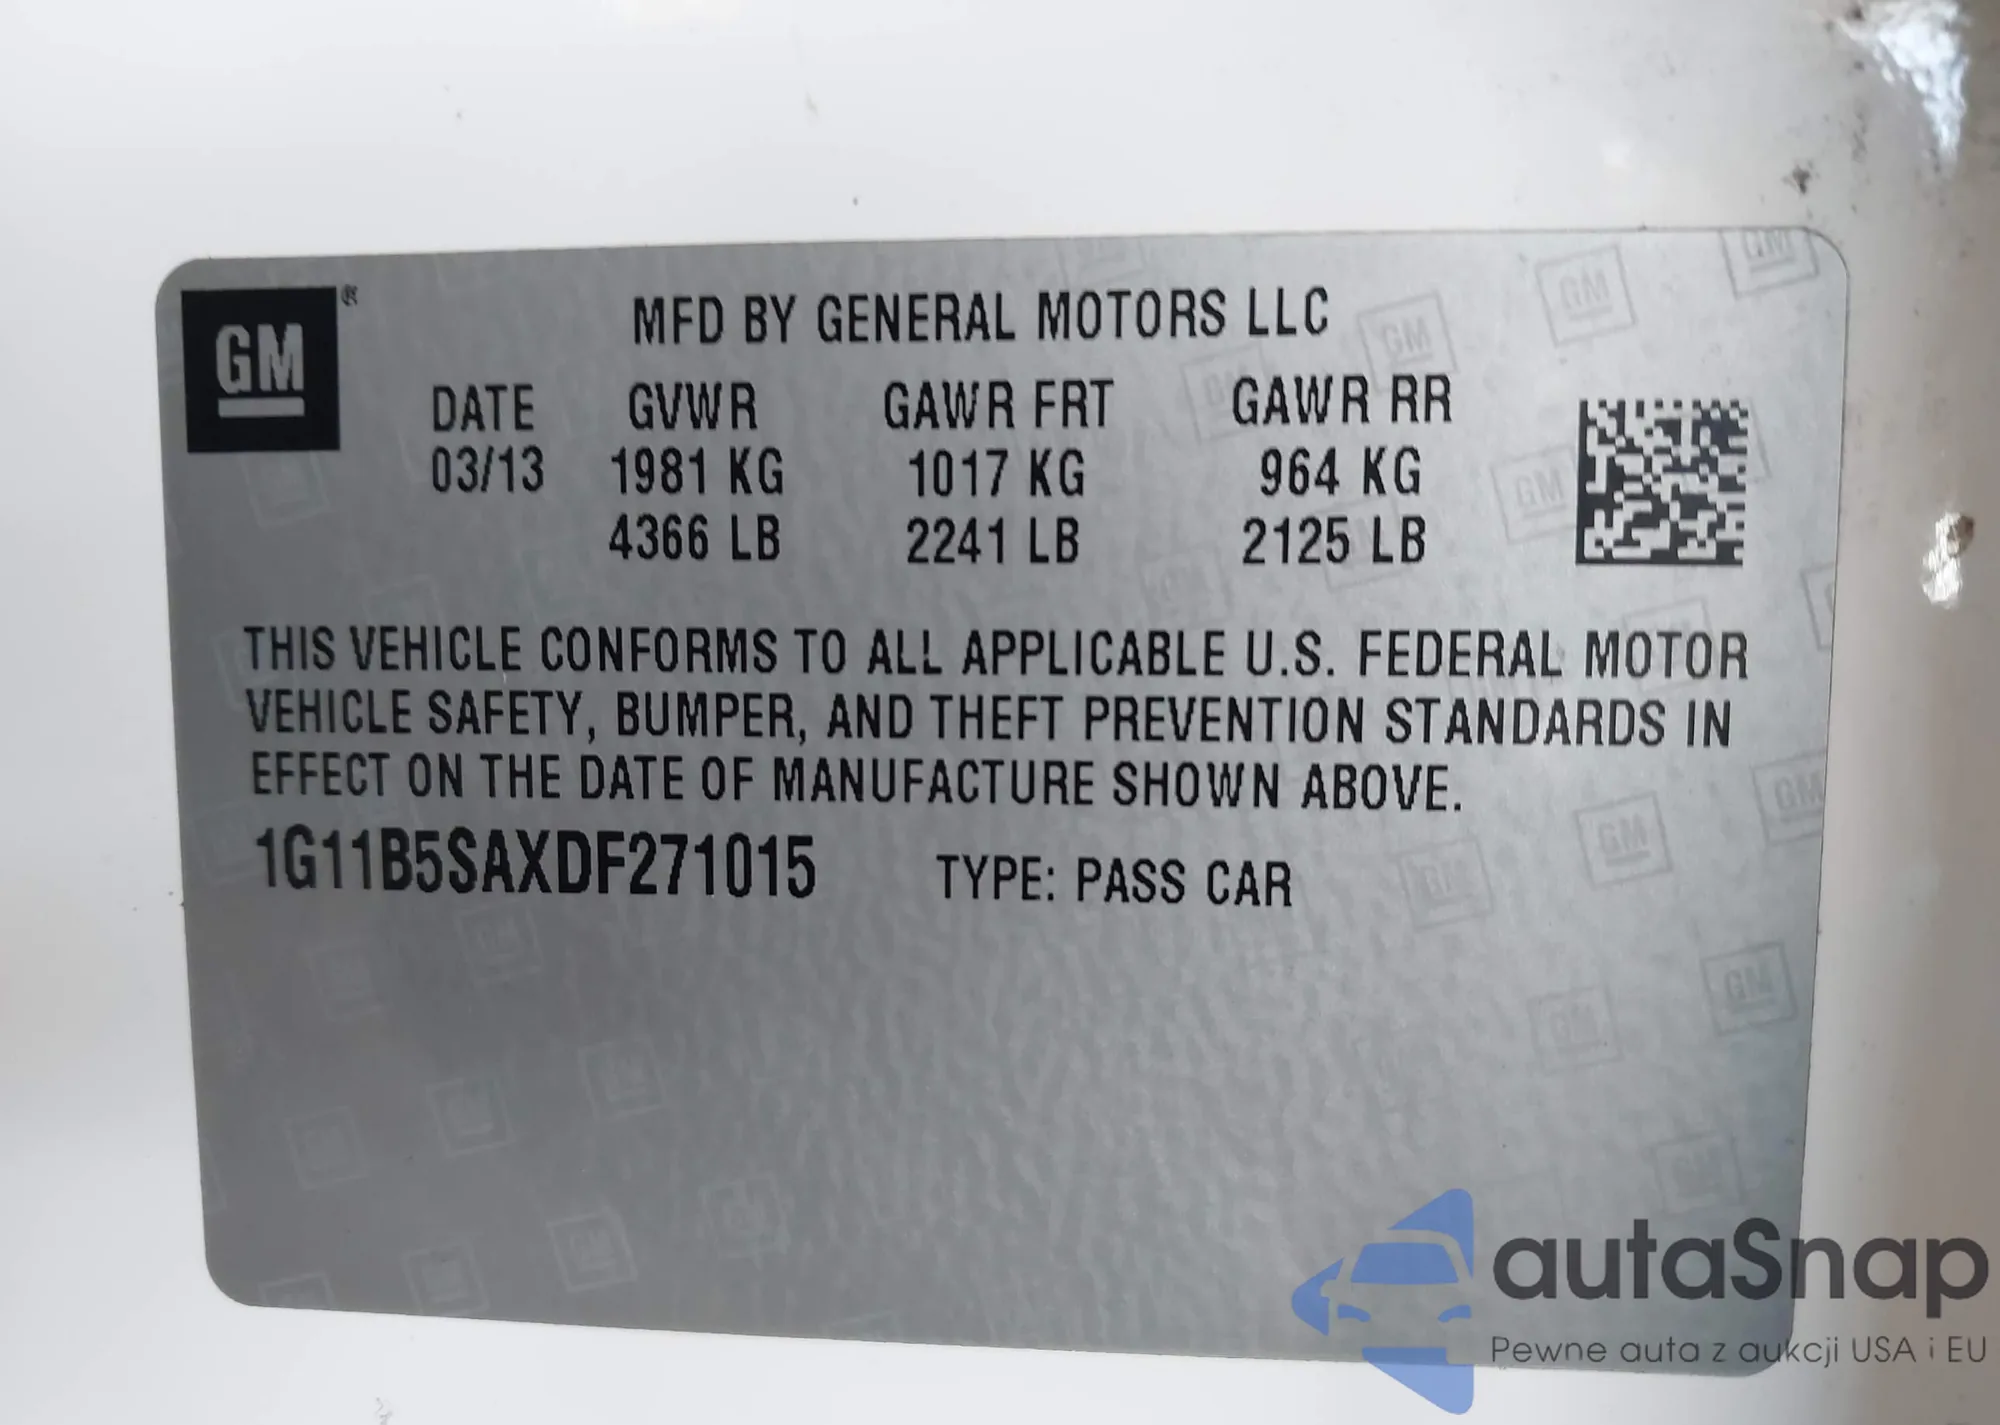 GM ®
MFD BY GENERAL MOTORS LLC
DATE GVWR GAWR FRT GAWR RR
03/13 1981 KG 1017 KG 964 KG
4366 LB 2241 LB 2125 LB
THIS VEHICLE CONFORMS TO ALL APPLICABLE U.S. FEDERAL MOTOR
VEHICLE SAFETY, BUMPER, AND THEFT PREVENTION STANDARDS IN
EFFECT ON THE DATE OF MANUFACTURE SHOWN ABOVE.
1G11B5SAXDF271015 TYPE: PASS CAR
autaSnap
Pewne auta z aukcji USA i EU